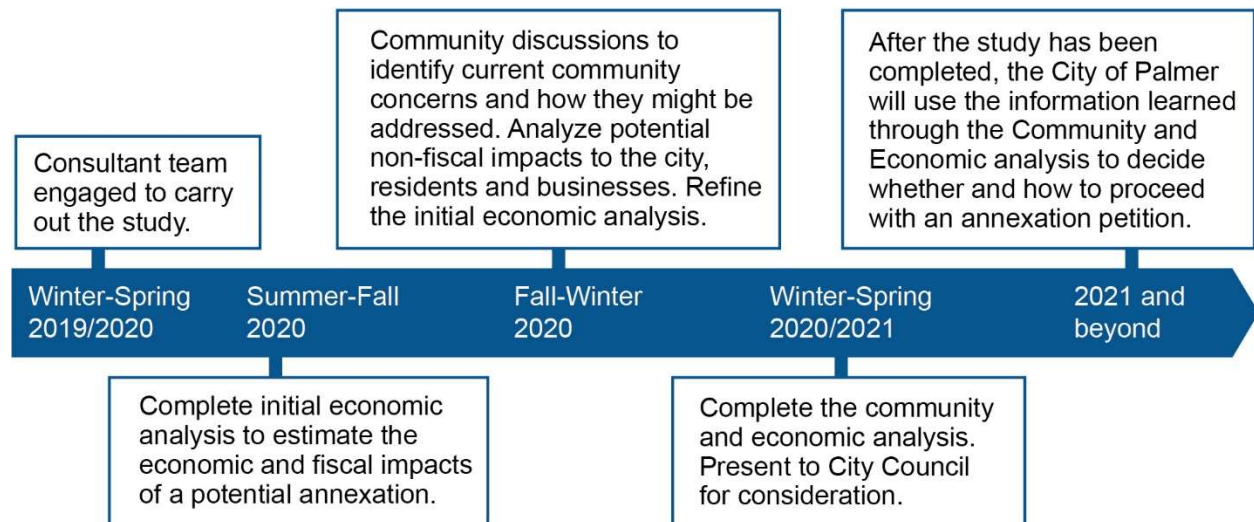 Consultant team
engaged to carry
out the study.
Community discussions to
identify current community
concerns and how they might be
addressed. Analyze potential
non-fiscal impacts to the city,
residents and businesses. Refine
the initial economic analysis.
After the study has been
completed, the City of Palmer
will use the information learned
through the Community and
Economic analysis to decide
whether and how to proceed
with an annexation petition.
Winter-Spring
2019/2020
Summer-Fall
2020
Fall-Winter
2020
Winter-Spring
2020/2021
2021 and
beyond
Complete initial economic
analysis to estimate the
economic and fiscal impacts
of a potential annexation.
Complete the community
and economic analysis.
Present to City Council
for consideration.